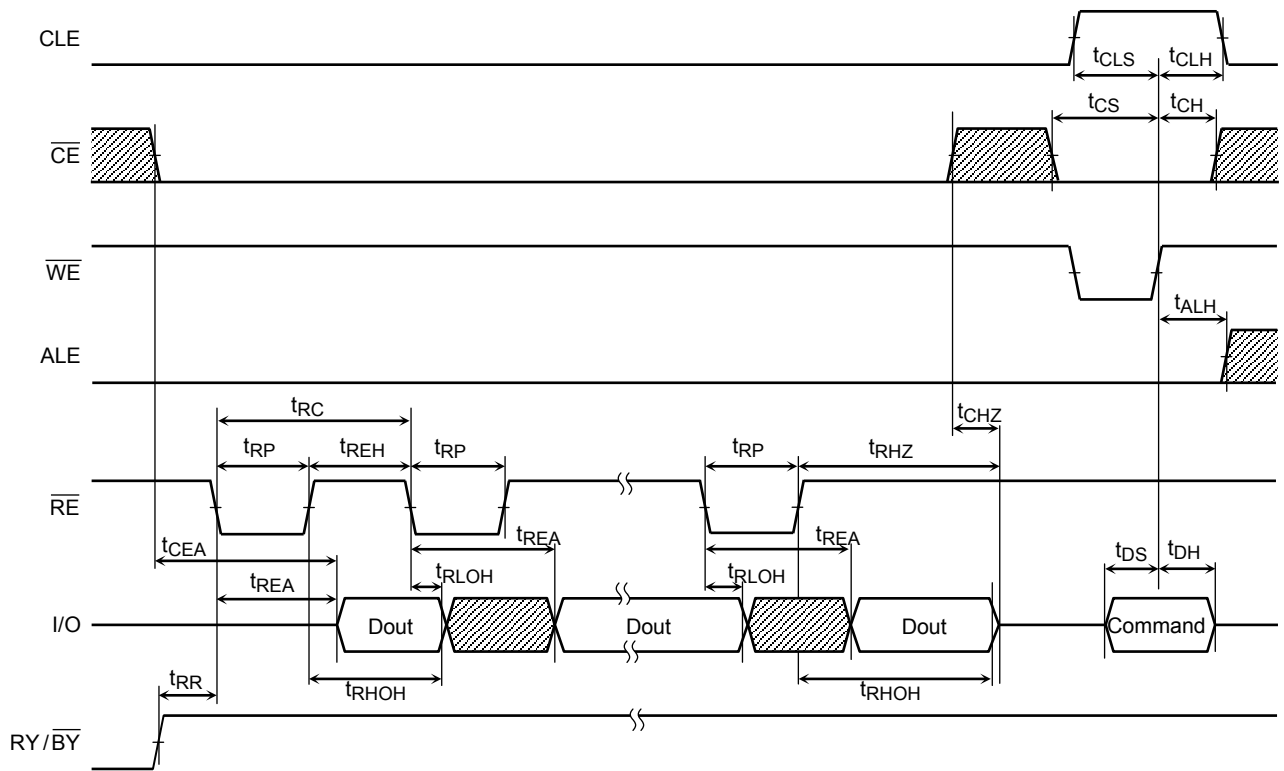 CLE
tCLS tCLH
tCS tCH
CE
WE
tALH
ALE
tRC
tCHZ
tRP tREH tRP tRP tRHZ
RE
tCEA tREA tREA
tREA tRLOH tRLOH tDS tDH
I/O Dout Dout Dout Command
tRR tRHOH tRHOH
RY/BY